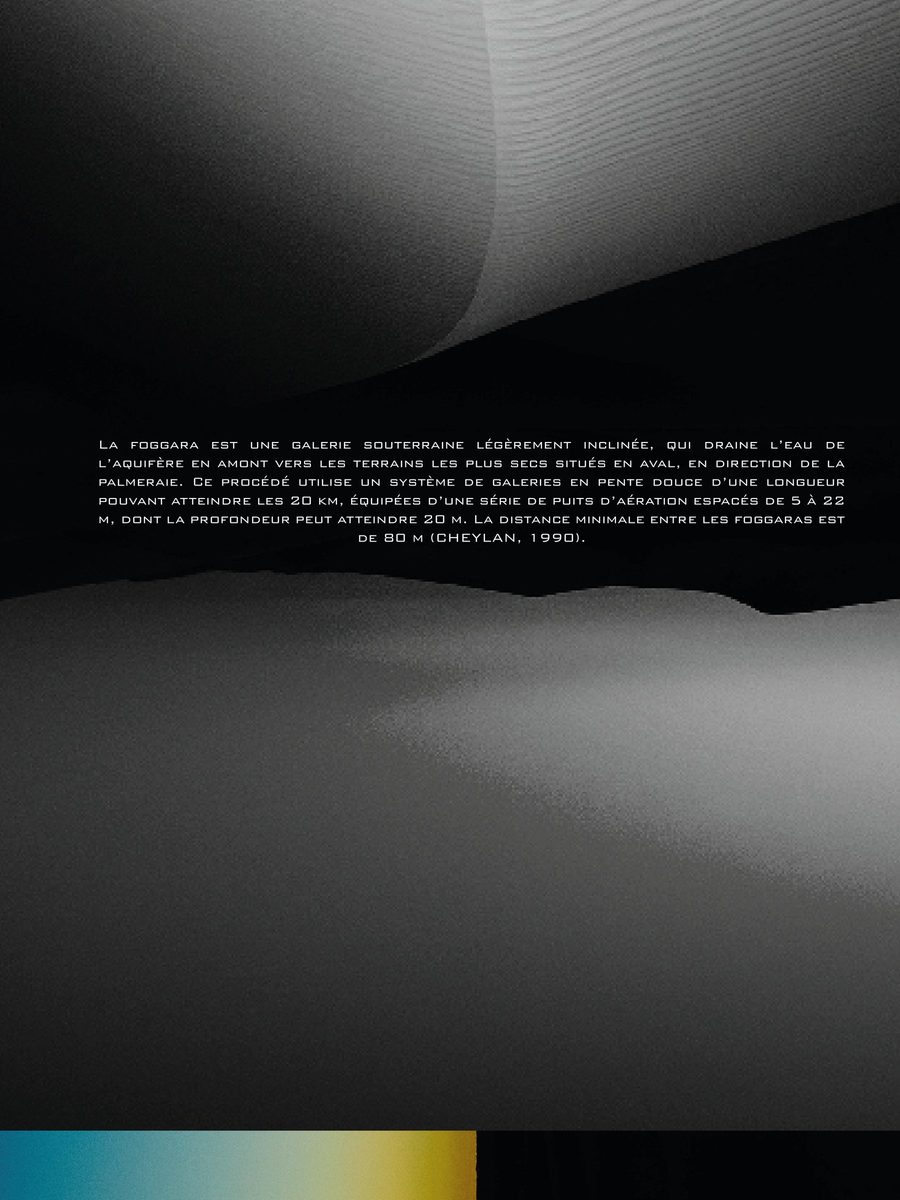 La foggara est une galerie souterraine légèrement inclinée, qui draine l'eau de
l'aquifère en amont vers les terrains les plus secs situés en aval, en direction de la
palmeraie. Ce procédé utilise un système de galeries en pente douce d'une longueur
pouvant atteindre les 20 km, équipées d'une série de puits d'aération espacés de 5 à 22
m, dont la profondeur peut atteindre 20 m. La distance minimale entre les foggaras est
de 80 m (CHEYLAN, 1990).